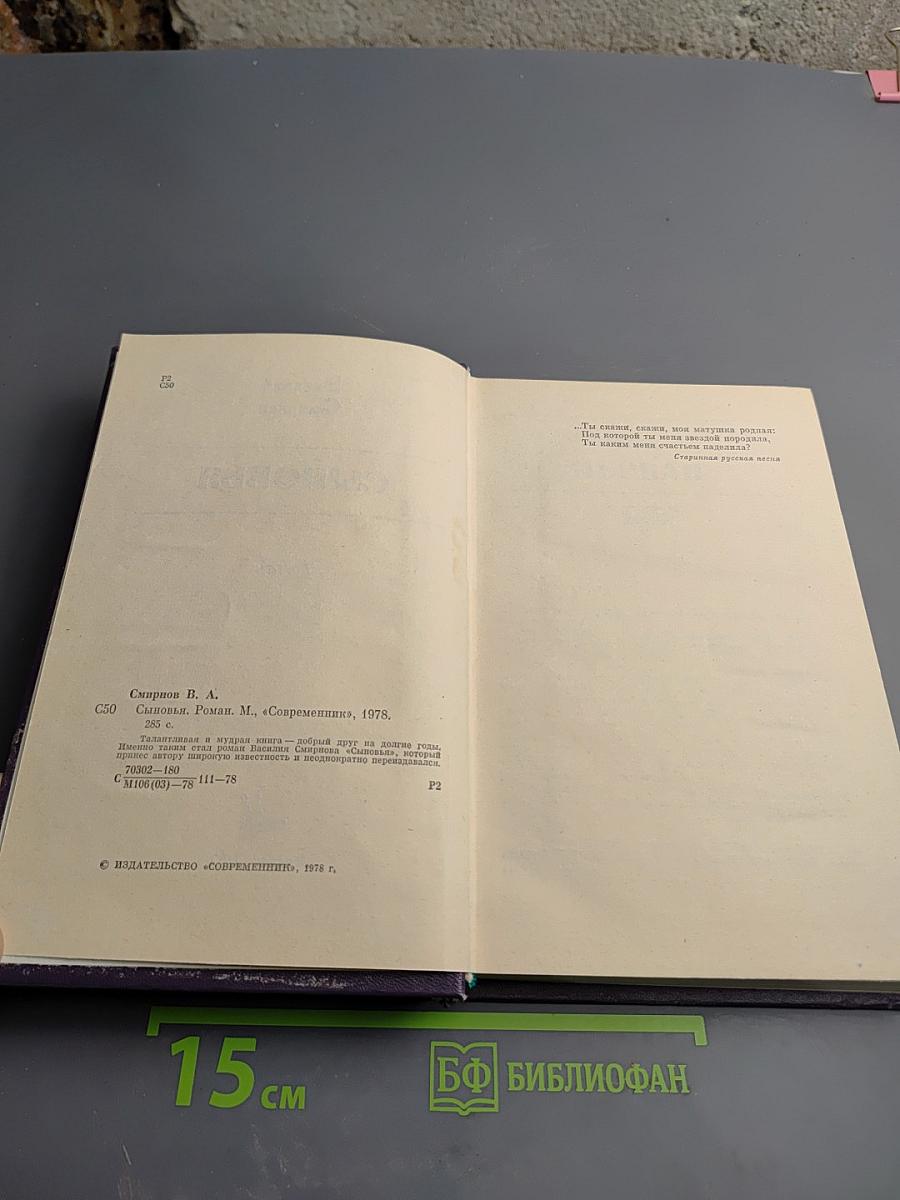 Р2
С50
Смирнов В. А.
С50 Сыновья. Роман. М., «Современник», 1978.
285 с.
Талантливая и мудрая книга — добрый друг на долгие годы.
Именно таким стал роман Василия Смирнова «Сыновья», который
принес автору широкую известность и неоднократно переиздавался.
С 70302—180
М106(03)—78 111—78
Р2
© ИЗДАТЕЛЬСТВО «СОВРЕМЕННИК», 1978 г.
...Ты скажи, скажи, моя матушка родная:
Под которой ты меня звездой породила,
Ты каким меня счастьем наделила?
Старинная русская песня
15 см
БФ БИБЛИОФАН